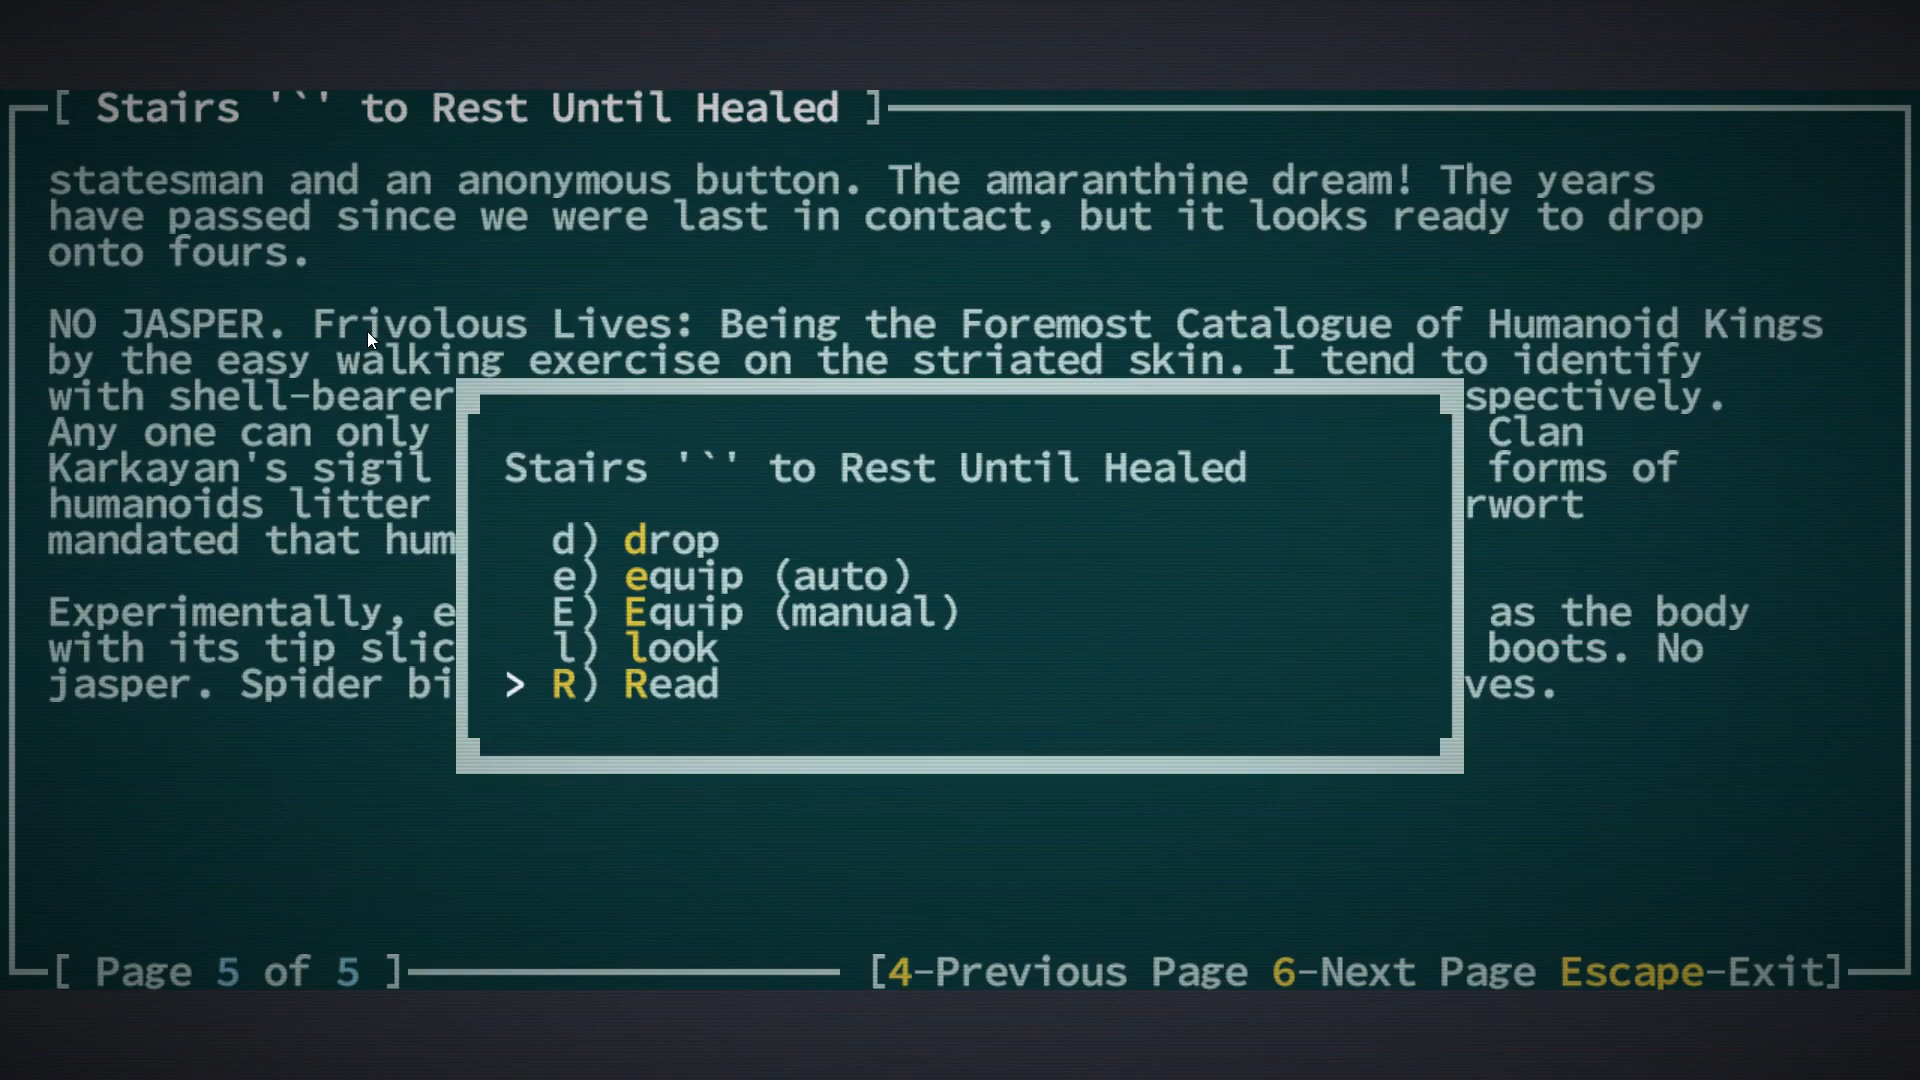 [ Stairs '`' to Rest Until Healed ]
statesman and an anonymous button. The amaranthine dream! The years
have passed since we were last in contact, but it looks ready to drop
onto fours.
NO JASPER. Frivolous Lives: Being the Foremost Catalogue of Humanoid Kings
by the easy walking exercise on the striated skin. I tend to identify
with shell-bearer spectively.
Any one can only Clan
Karkayan's sigil forms of
humanoids litter rwort
mandated that hum
Experimentally, e as the body
with its tip slic boots. No
jasper. Spider bi ves.
Stairs '`' to Rest Until Healed
d) drop
e) equip (auto)
E) Equip (manual)
l) look
> R) Read
[ Page 5 of 5 ] [4-Previous Page 6-Next Page Escape-Exit]